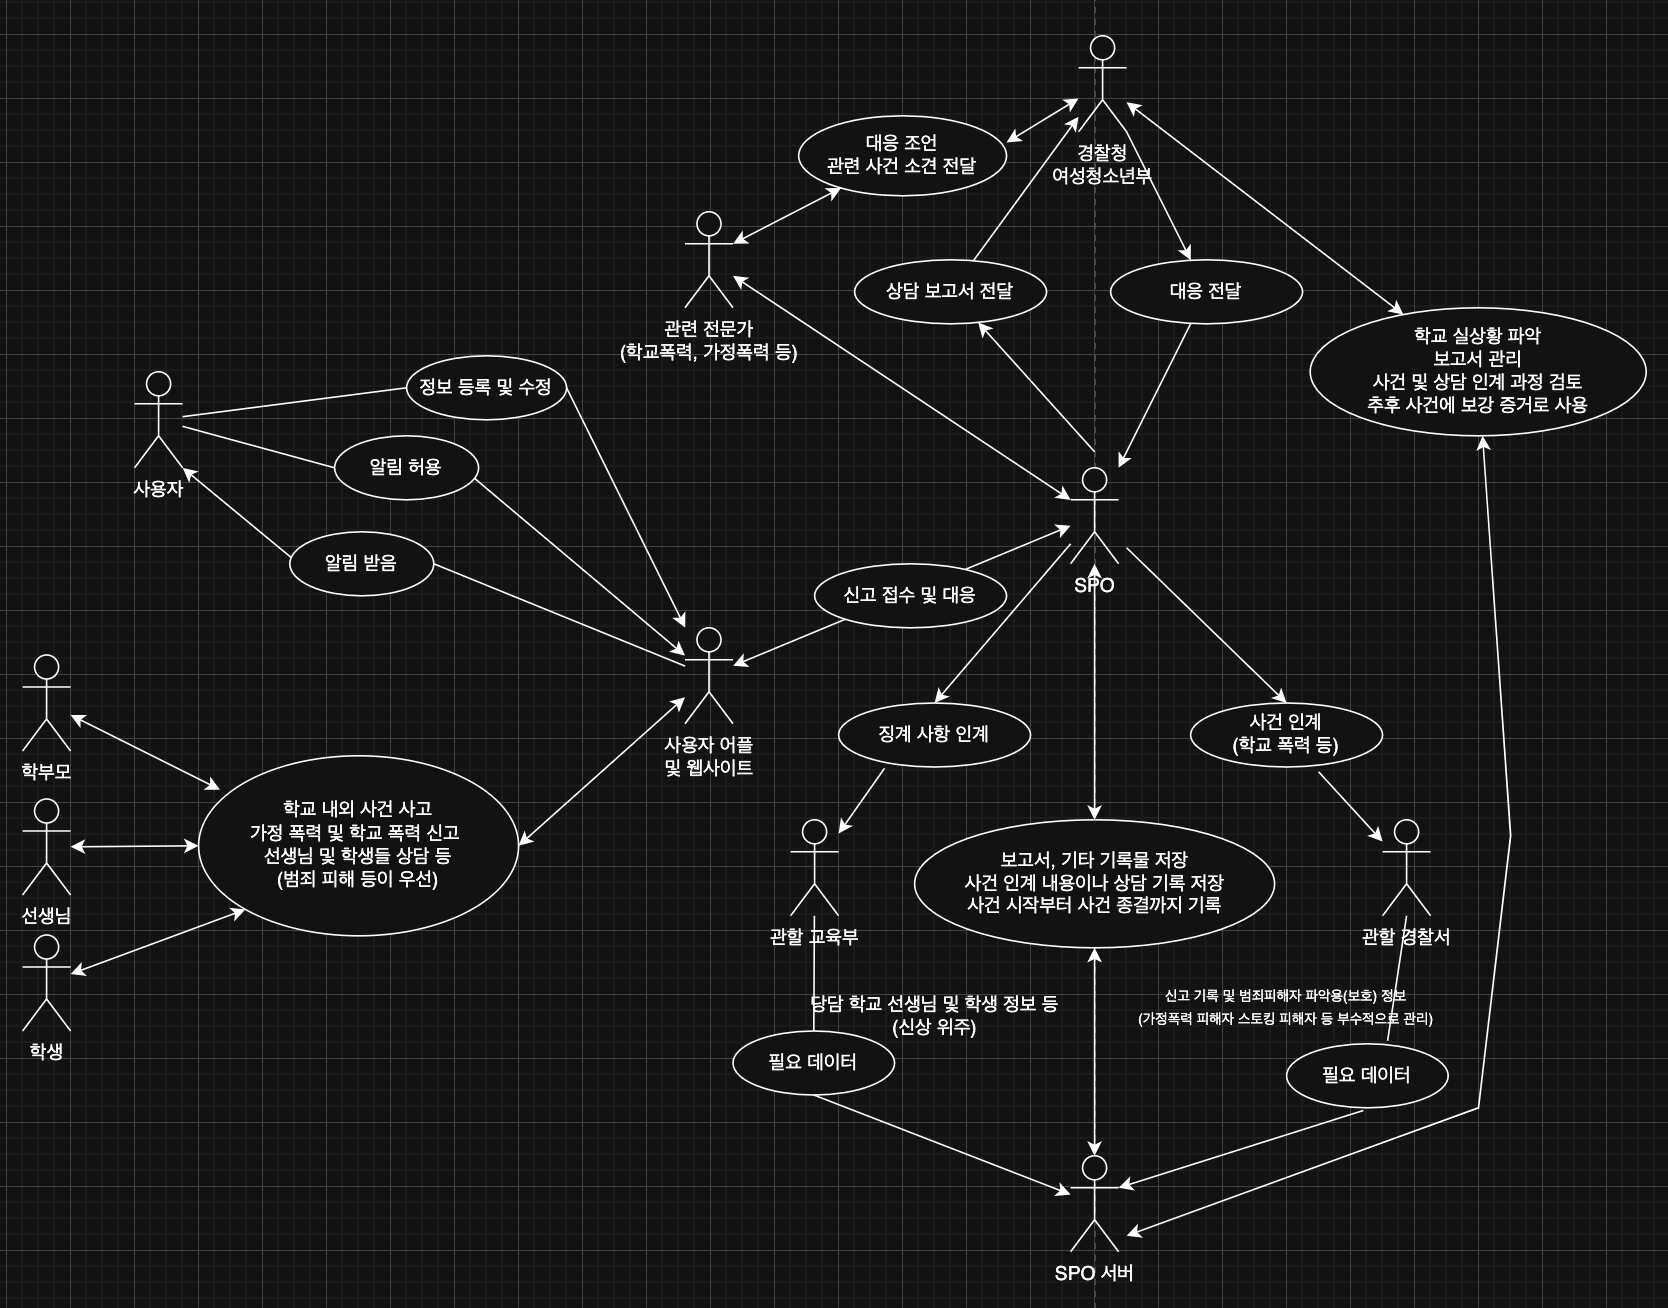 대응 조언
관련 사건 소견 전달
경찰청
여성청소년부
상담 보고서 전달
대응 전달
관련 전문가
(학교폭력, 가정폭력 등)
학교 실상황 파악
보고서 관리
사건 및 상담 인계 과정 검토
추후 사건에 보강 증거로 사용
정보 등록 및 수정
알림 허용
사용자
알림 받음
신고 접수 및 대응
SPO
사용자 어플
및 웹사이트
징계 사항 인계
사건 인계
(학교 폭력 등)
학부모
학교 내외 사건 사고
가정 폭력 및 학교 폭력 신고
선생님 및 학생들 상담 등
(범죄 피해 등이 우선)
선생님
학생
보고서, 기타 기록물 저장
사건 인계 내용이나 상담 기록 저장
사건 시작부터 사건 종결까지 기록
관할 교육부
관할 경찰서
당담 학교 선생님 및 학생 정보 등
(신상 위주)
신고 기록 및 범죄피해자 파악용(보호) 정보
(가정폭력 피해자 스토킹 피해자 등 부수적으로 관리)
필요 데이터
필요 데이터
SPO 서버